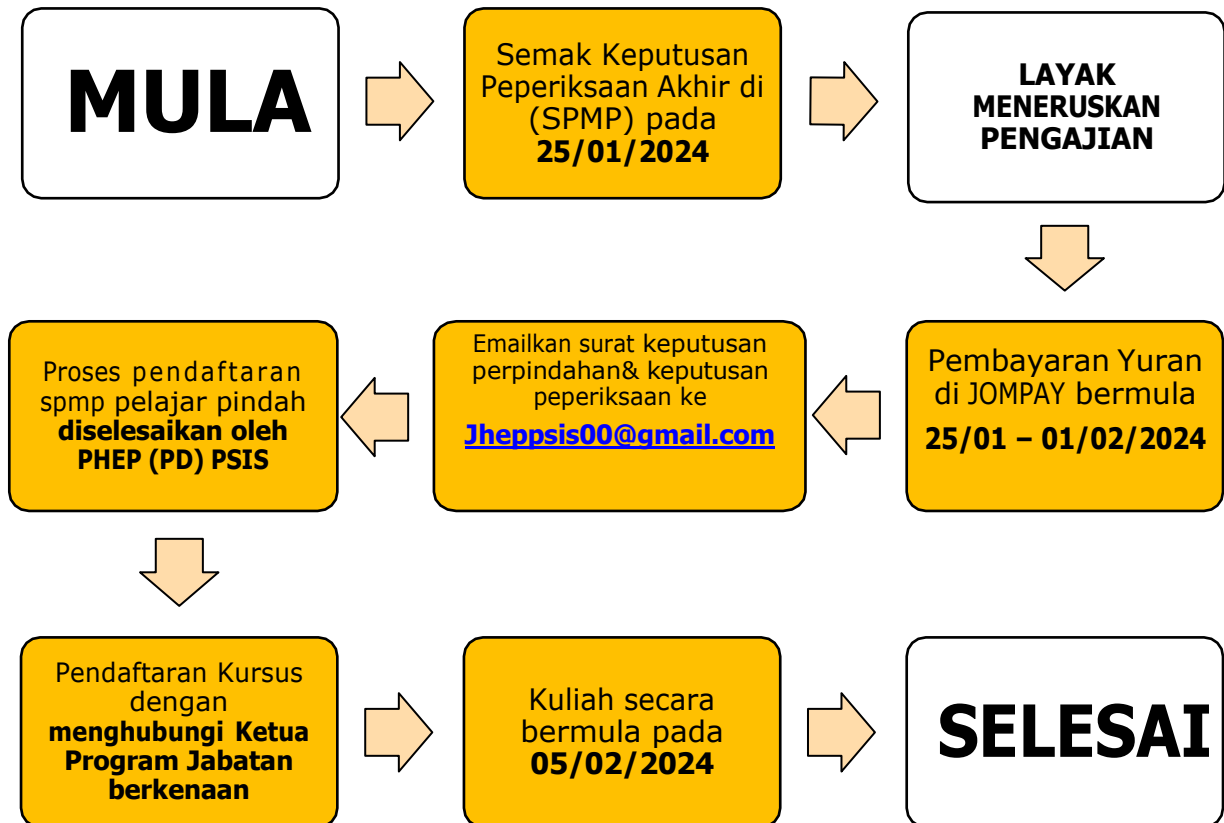 MULA
Semak Keputusan
Peperiksaan Akhir di
(SPMP) pada
25/01/2024
LAYAK
MENERUSKAN
PENGAJIAN
Pembayaran Yuran
di JOMPAY bermula
25/01 – 01/02/2024
Emailkan surat keputusan
perpindahan& keputusan
peperiksaan ke
Jheppsis00@gmail.com
Proses pendaftaran
spmp pelajar pindah
diselesaikan oleh
PHEP (PD) PSIS
Pendaftaran Kursus
dengan
menghubungi Ketua
Program Jabatan
berkenaan
Kuliah secara
bermula pada
05/02/2024
SELESAI